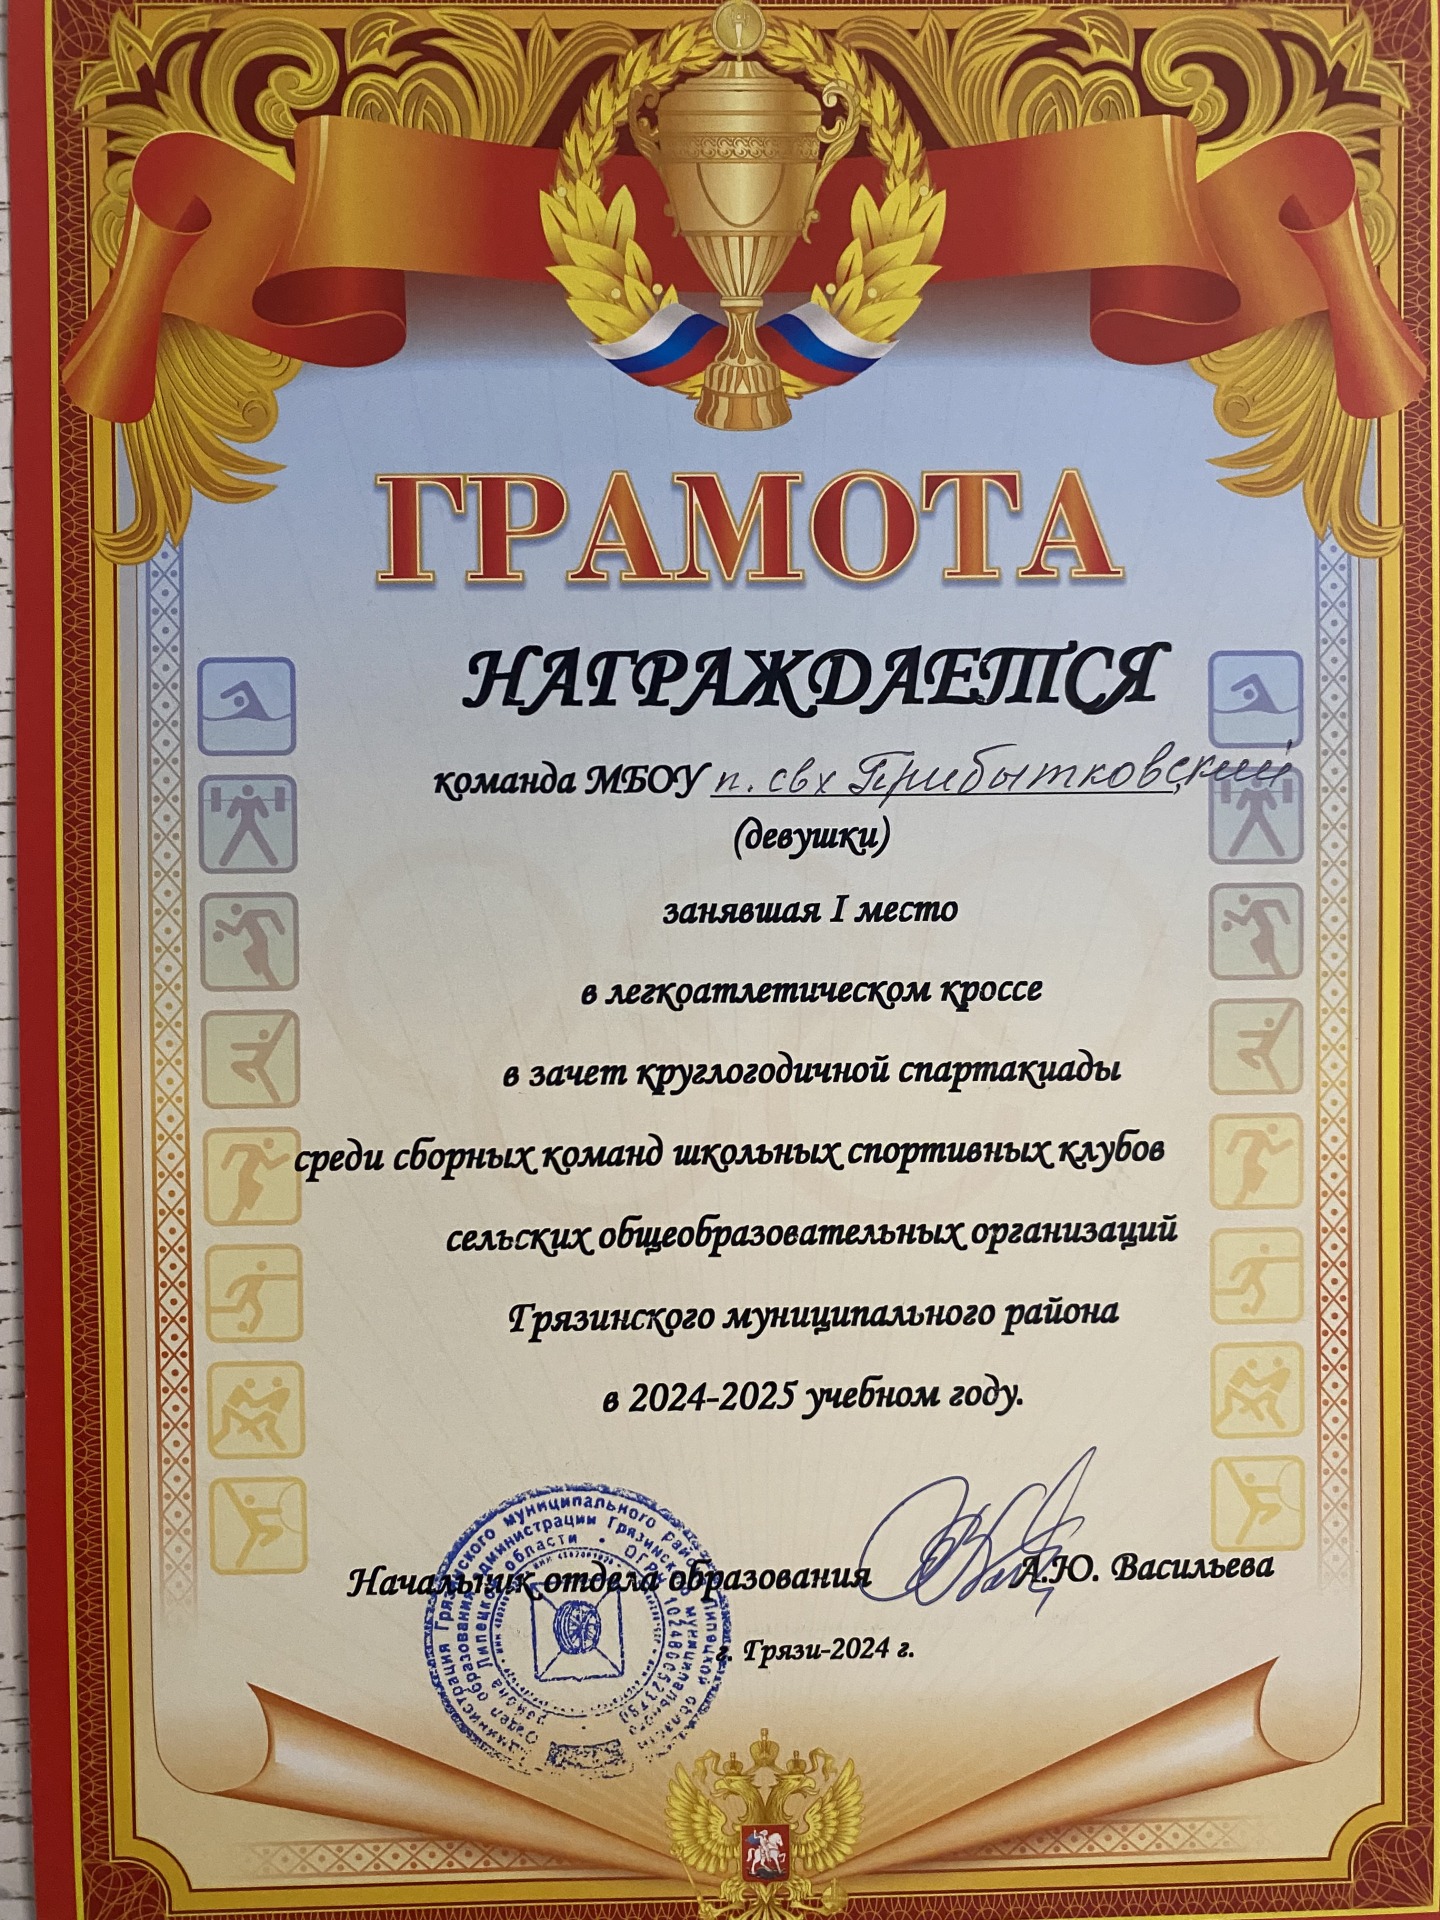 ГРАМОТА
НАГРАЖДАЕТСЯ
команда МБОУ п. свх Прибытковский
(девушки)
занявшая I место
в легкоатлетическом кроссе
в зачет круглогодичной спартакиады
среди сборных команд школьных спортивных клубов
сельских общеобразовательных организаций
Грязинского муниципального района
в 2024-2025 учебном году.
Начальник отдела образования А.Ю. Васильева
г. Грязи-2024 г.